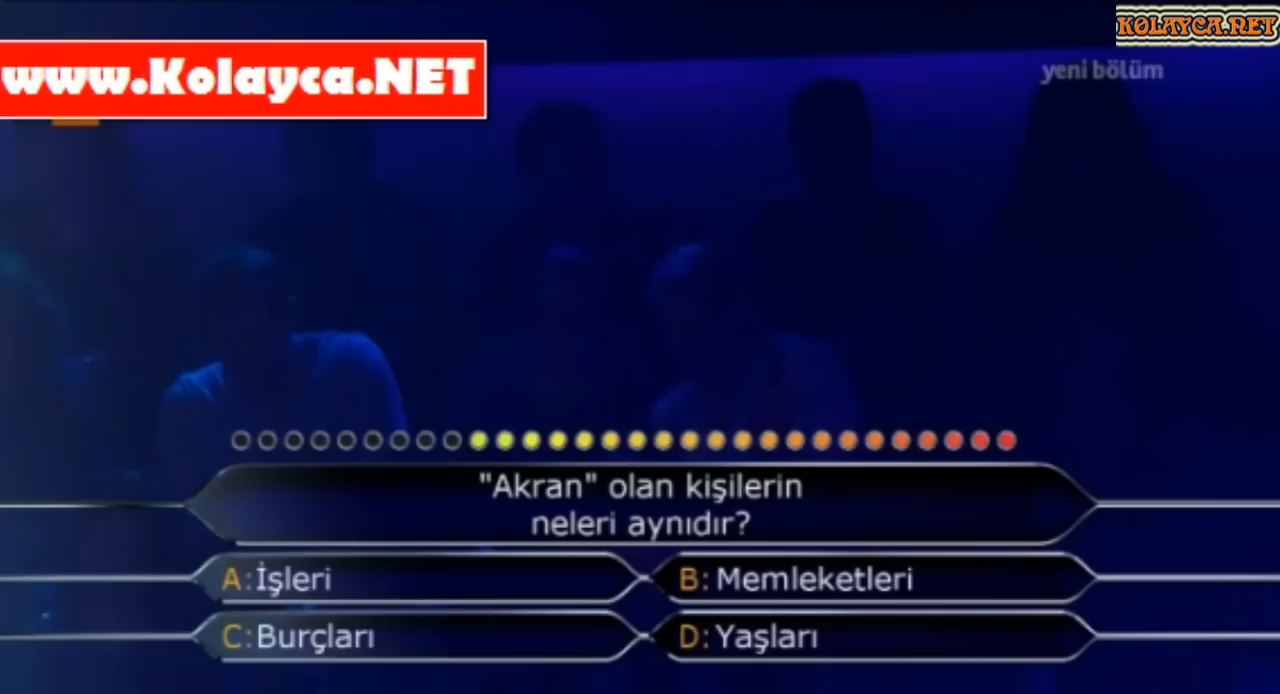 KOLAYCA.NET
www.Kolayca.NET
yeni bölüm
"Akran" olan kişilerin
neleri aynıdır?
A:İşleri
B: Memleketleri
C:Burçları
D: Yaşları